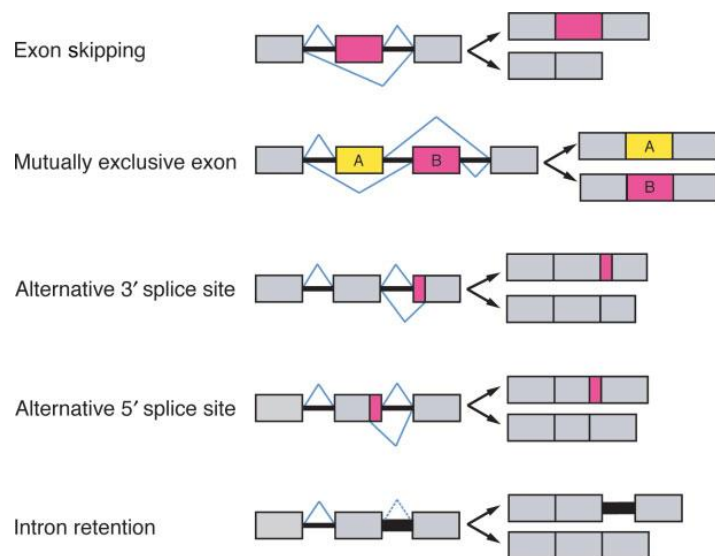 Exon skipping
Mutually exclusive exon
A
B
A
B
Alternative 3′ splice site
Alternative 5′ splice site
Intron retention